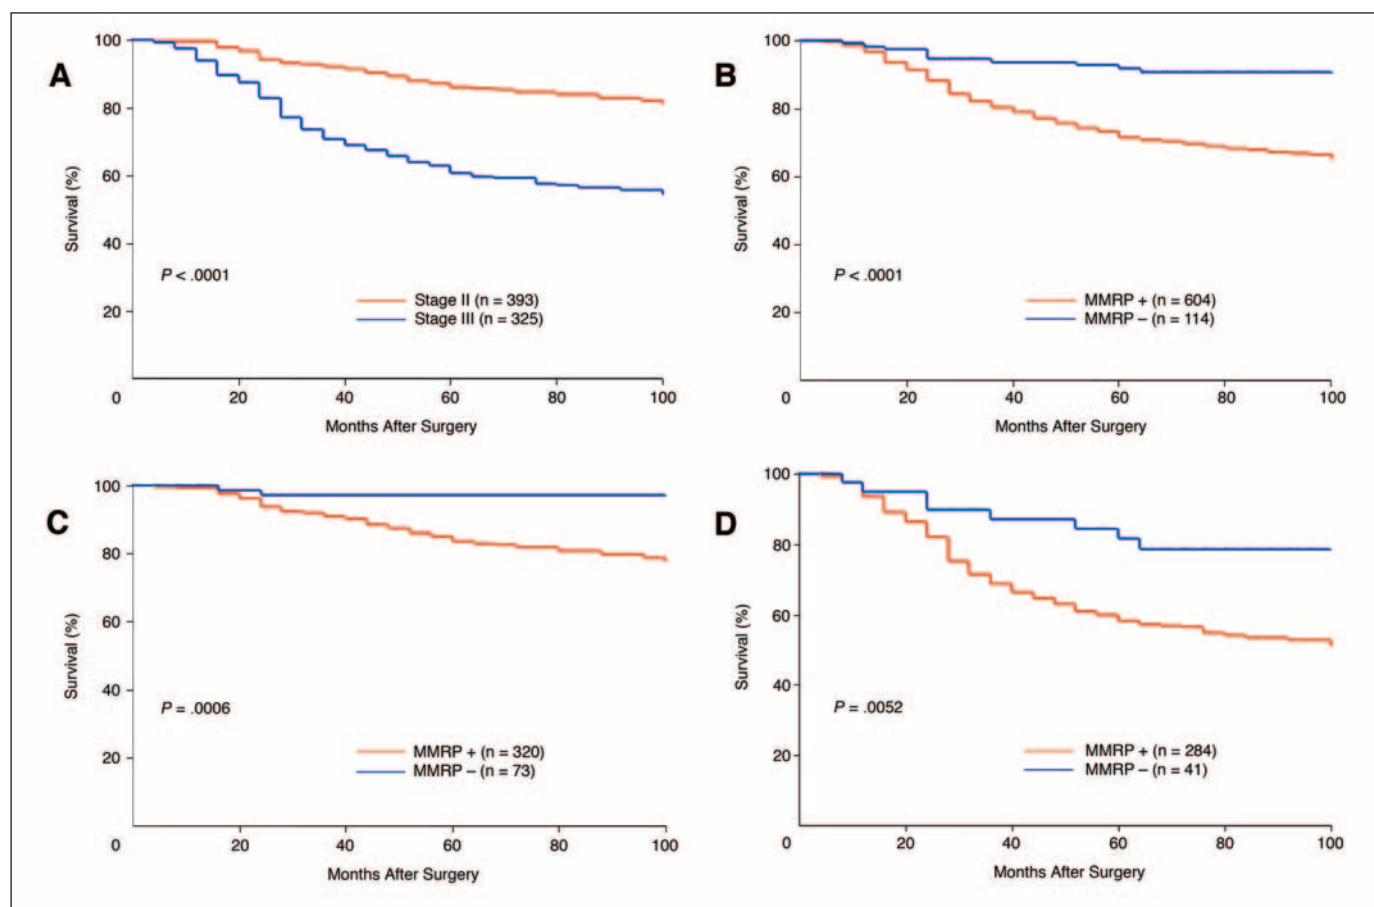 A
100
80
60
40
20
0
Survival (%)
P < .0001
Stage II (n = 393)
Stage III (n = 325)
20 40 60 80 100
Months After Surgery
B
100
80
60
40
20
0
Survival (%)
P < .0001
MMRP + (n = 604)
MMRP – (n = 114)
20 40 60 80 100
Months After Surgery
C
100
80
60
40
20
0
Survival (%)
P = .0006
MMRP + (n = 320)
MMRP – (n = 73)
20 40 60 80 100
Months After Surgery
D
100
80
60
40
20
0
Survival (%)
P = .0052
MMRP + (n = 284)
MMRP – (n = 41)
20 40 60 80 100
Months After Surgery